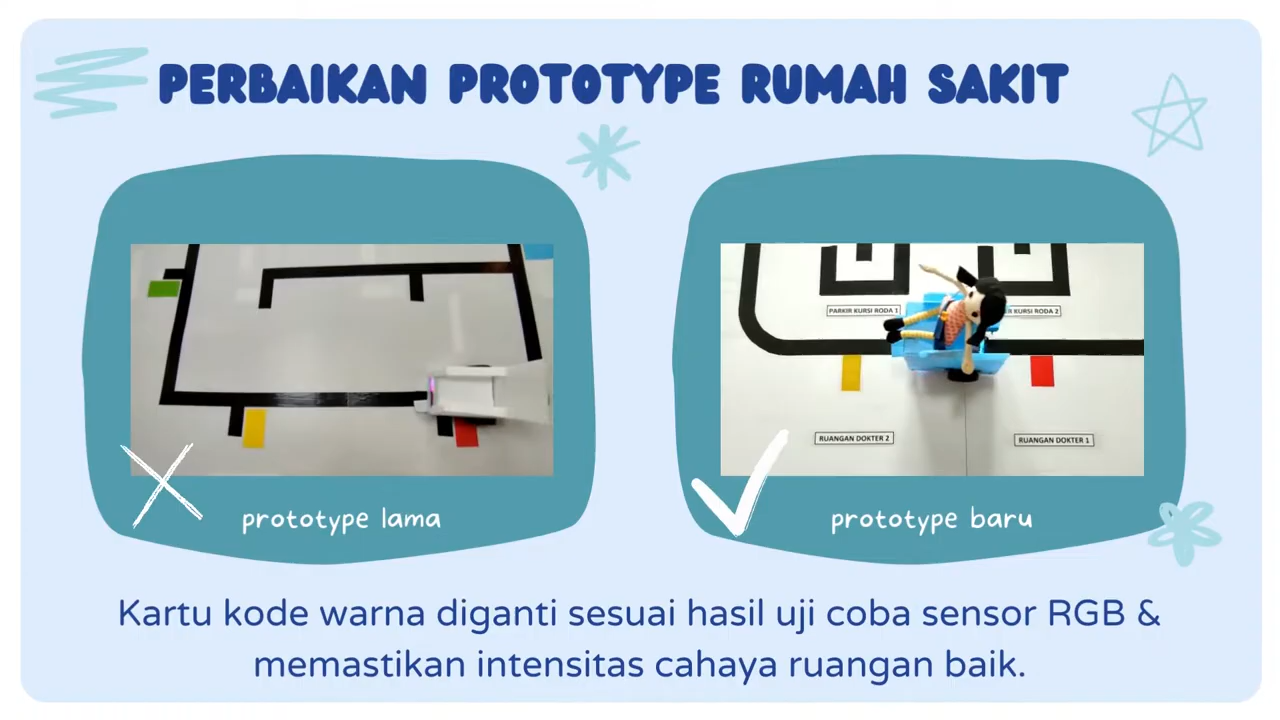 PERBAIKAN PROTOTYPE RUMAH SAKIT
PARKIR KURSI RODA 1
KURSI RODA 2
RUANGAN DOKTER 2
RUANGAN DOKTER 1
prototype lama
prototype baru
Kartu kode warna diganti sesuai hasil uji coba sensor RGB &
memastikan intensitas cahaya ruangan baik.